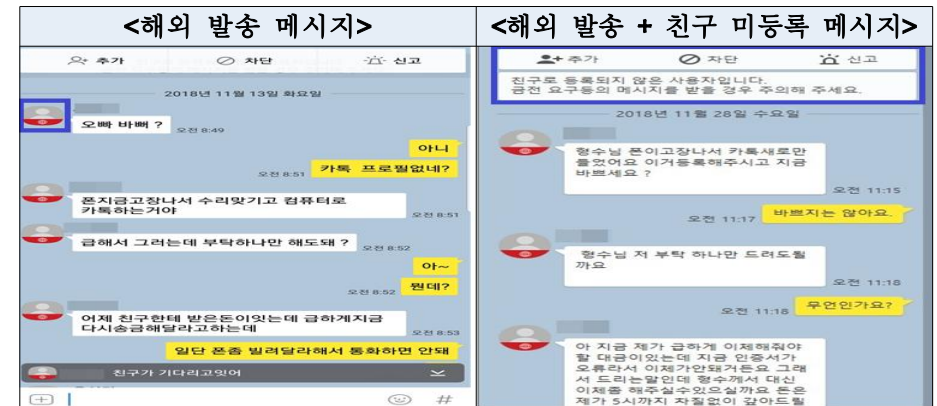 <해외 발송 메시지>
추가
차단
신고
2018년 11월 13일 화요일
오빠 바빠 ?
오전 8:49
아니
카톡 프로필없네?
오전 8:51
폰지금고장나서 수리맞기고 컴퓨터로
카톡하는거야
오전 8:51
급해서 그러는데 부탁하나만 해도돼 ?
오전 8:52
아~
뭔데?
오전 8:52
어제 친구한테 받은돈이잇는데 급하게지금
다시송금해달라고하는데
오전 8:53
일단 폰좀 빌려달라해서 통화하면 안돼
친구가 기다리고잇어
#
<해외 발송 + 친구 미등록 메시지>
추가
차단
신고
친구로 등록되지 않은 사용자입니다.
금전 요구등의 메시지를 받을 경우 주의해 주세요.
2018년 11월 28일 수요일
형수님 폰이고장나서 카톡새로만
들었어요 이거등록해주시고 지금
바쁘세요 ?
오전 11:15
바쁘지는 않아요.
오전 11:17
형수님 저 부탁 하나만 드려도될
까요
오전 11:18
무언인가요?
오전 11:18
아 지금 제가 급하게 이체해줘야
할 대금이있는데 지금 인증서가
오류라서 이체가안돼거든요 그래
서 드리는말인데 형수께서 대신
이체좀 해주실수있으실까요 돈은
제가 5시까지 차질없이 갚아드릴